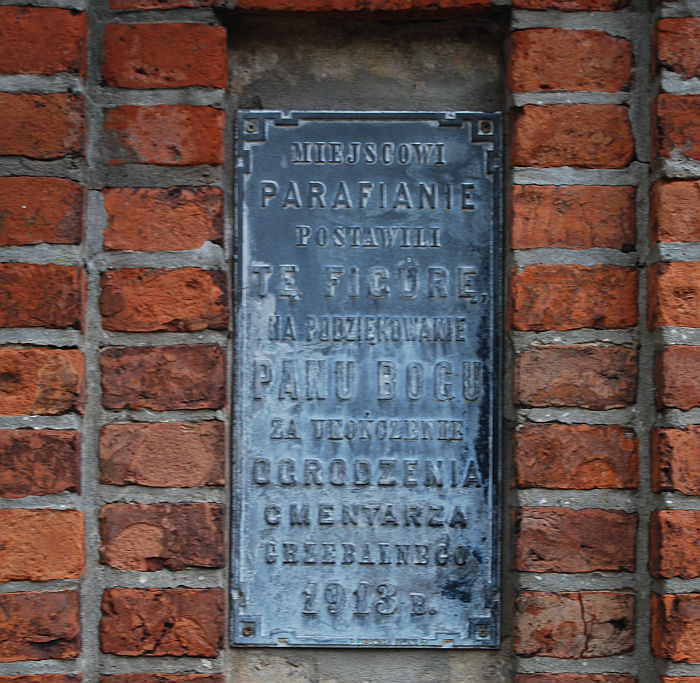 MIEJSCOWI
PARAFIANIE
POSTAWILI
TĘ FIGURĘ,
NA PODZIĘKOWANIE
PANU BOGU
ZA UKOŃCZENIE
OGRODZENIA
CMENTARZA
GRZEBALNEGO
1913 R.